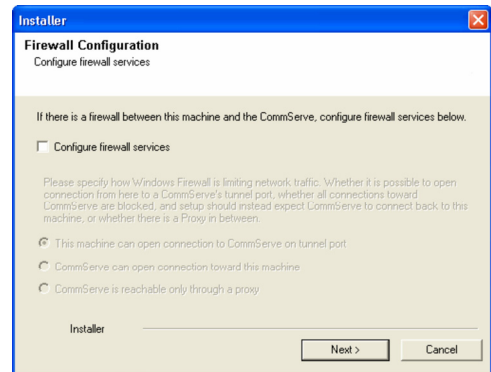 Installer
Firewall Configuration
Configure firewall services
If there is a firewall between this machine and the CommServe, configure firewall services below.
Configure firewall services
Please specify how Windows Firewall is limiting network traffic. Whether it is possible to open
connection from here to a CommServe's tunnel port, whether all connections toward
CommServe are blocked, and setup should instead expect CommServe to connect back to this
machine, or whether there is a Proxy in between.
This machine can open connection to CommServe on tunnel port
CommServe can open connection toward this machine
CommServe is reachable only through a proxy
Installer
Next >
Cancel